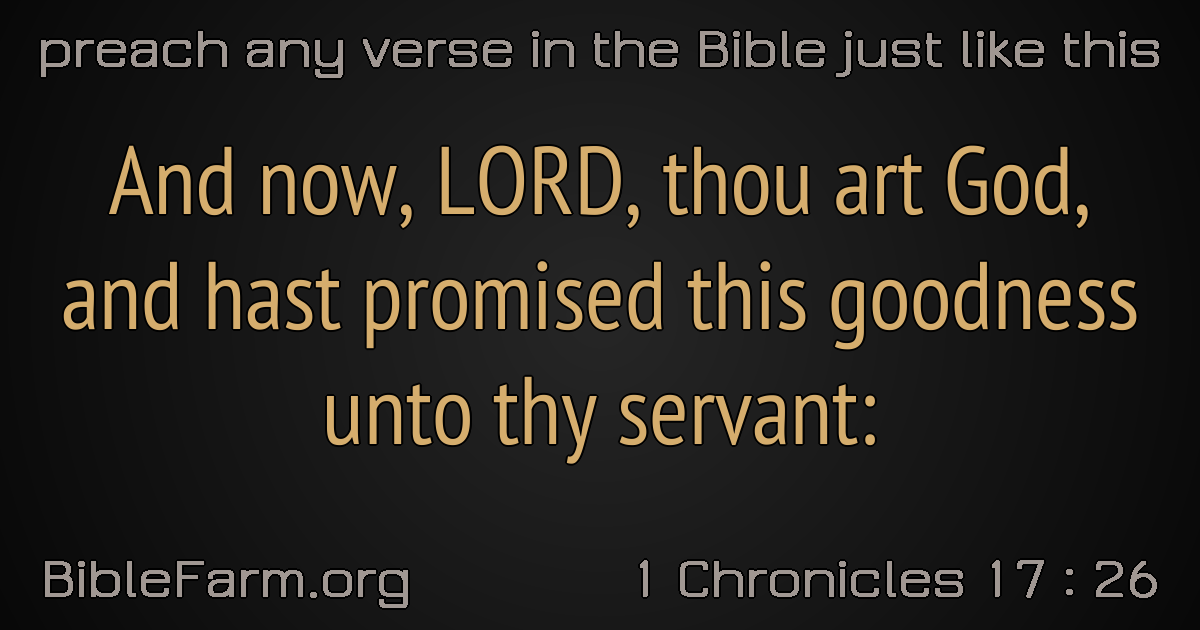 preach any verse in the Bible just like this
And now, LORD, thou art God,
and hast promised this goodness
unto thy servant:
BibleFarm.org
1 Chronicles 17 : 26